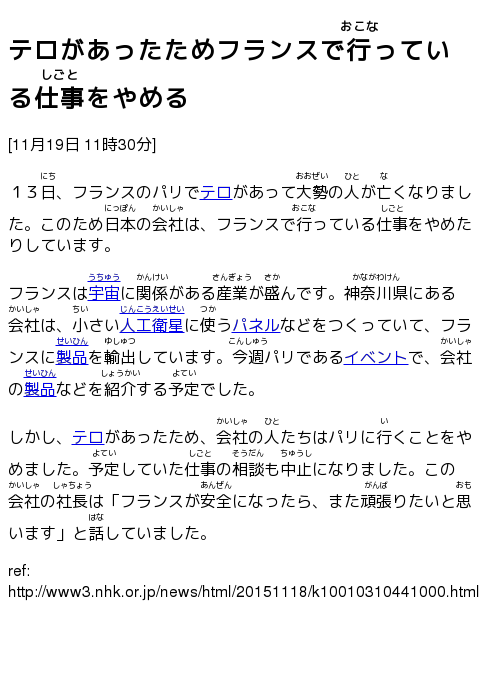 テロがあったためフランスで行ってい
る仕事をやめる
[11月19日 11時30分]
１３日、フランスのパリでテロがあって大勢の人が亡くなりまし
た。このため日本の会社は、フランスで行っている仕事をやめた
りしています。
フランスは宇宙に関係がある産業が盛んです。神奈川県にある
会社は、小さい人工衛星に使うパネルなどをつくっていて、フラ
ンスに製品を輸出しています。今週パリであるイベントで、会社
の製品などを紹介する予定でした。
しかし、テロがあったため、会社の人たちはパリに行くことをや
めました。予定していた仕事の相談も中止になりました。この
会社の社長は「フランスが安全になったら、また頑張りたいと思
います」と話していました。
ref:
http://www3.nhk.or.jp/news/html/20151118/k10010310441000.html